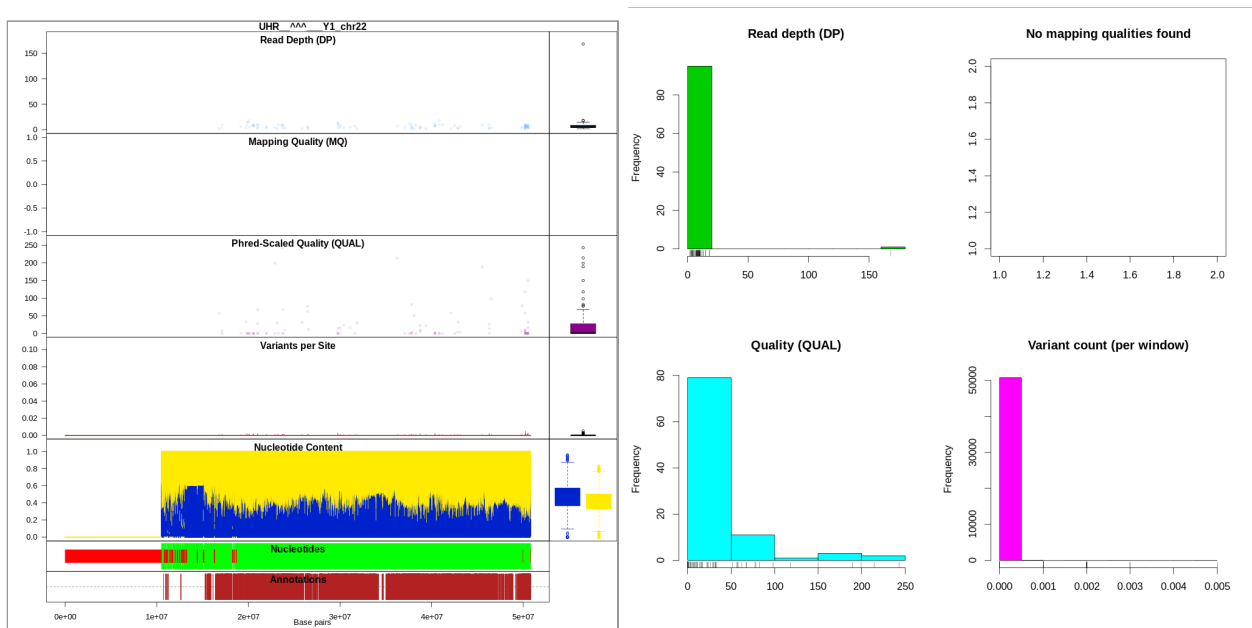 UHR__^^^___Y1_chr22
Read Depth (DP)
150
100
50
0
Mapping Quality (MQ)
1.0
0.5
0.0
-0.5
-1.0
Phred-Scaled Quality (QUAL)
250
200
150
100
50
0
Variants per Site
0.10
0.08
0.06
0.04
0.02
0.00
Nucleotide Content
1.0
0.8
0.6
0.4
0.2
0.0
Nucleotides
Annotations
0e+00 1e+07 2e+07 3e+07 4e+07 5e+07
Base pairs
Read depth (DP)
Frequency
80
60
40
20
0
0 50 100 150
No mapping qualities found
2.0
1.8
1.6
1.4
1.2
1.0
1.0 1.2 1.4 1.6 1.8 2.0
Quality (QUAL)
Frequency
80
60
40
20
0
0 50 100 150 200 250
Variant count (per window)
Frequency
50000
30000
10000
0
0.000 0.001 0.002 0.003 0.004 0.005